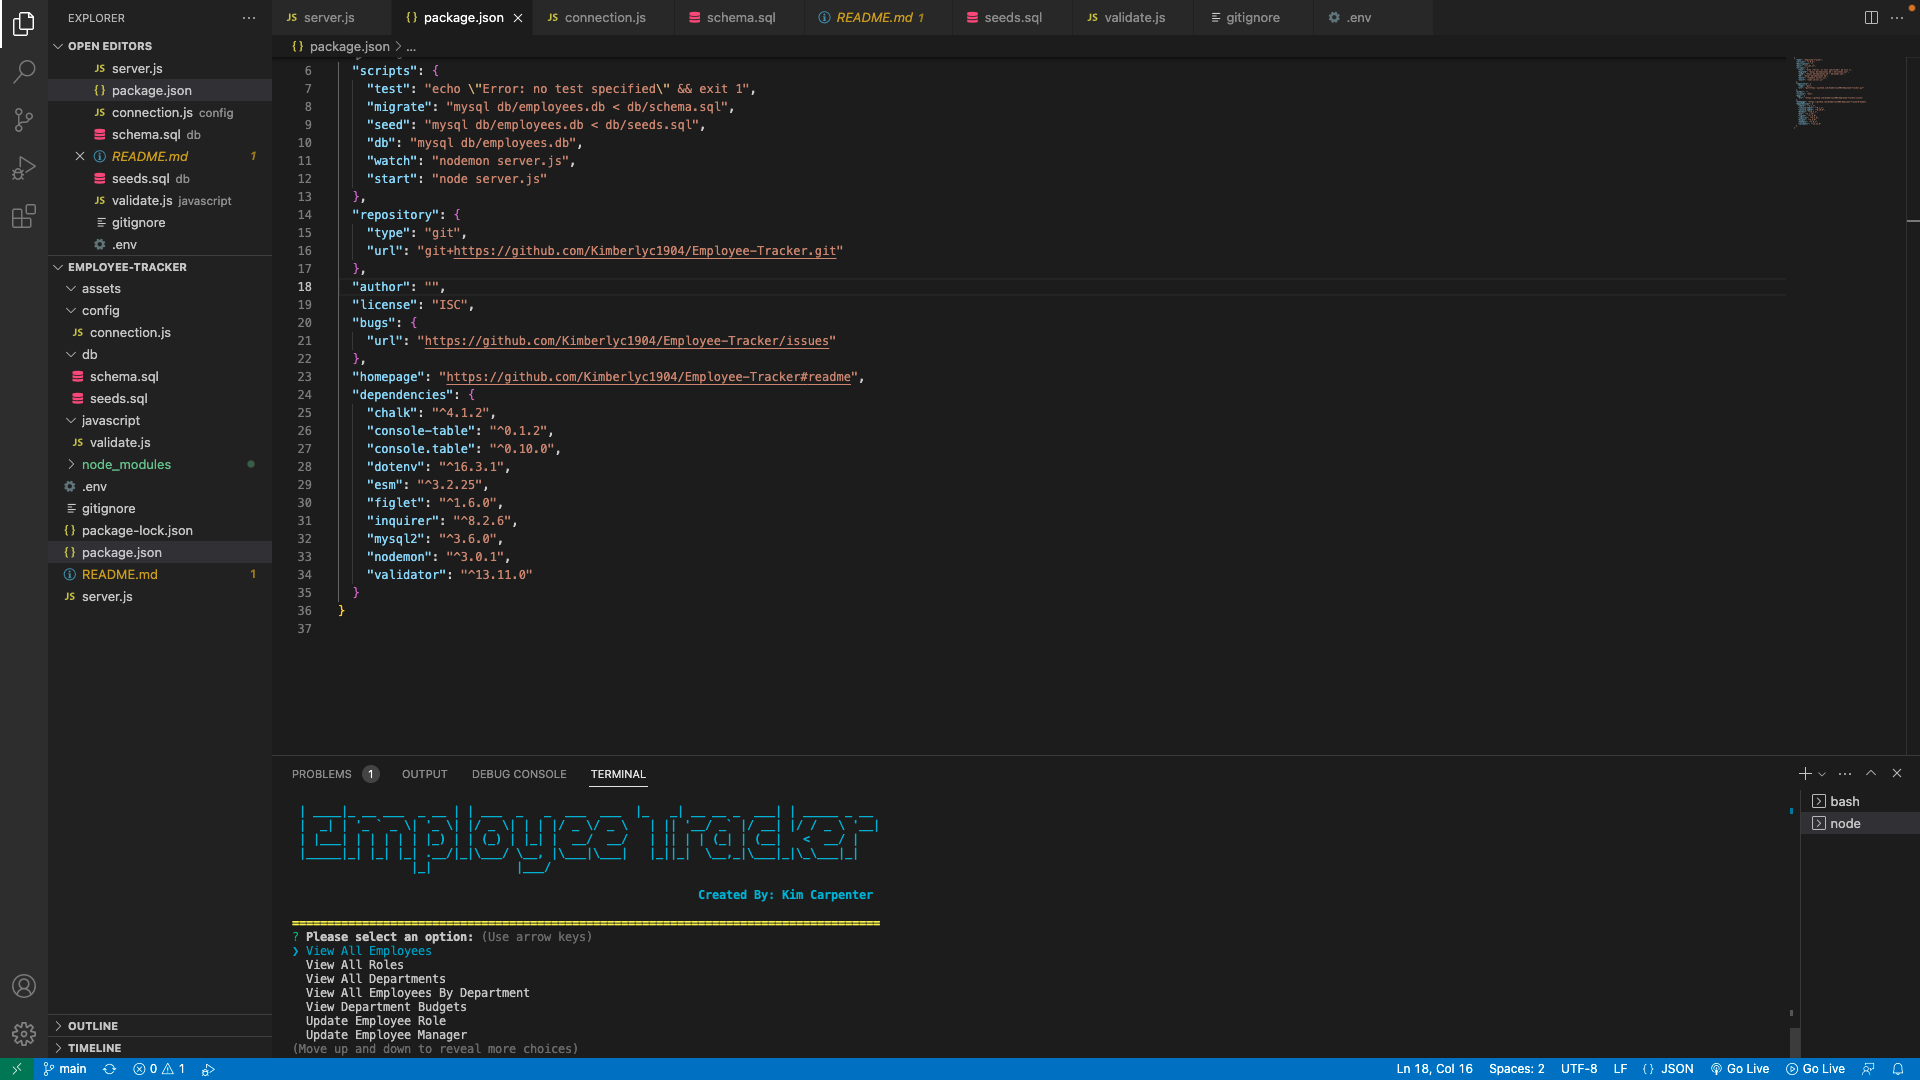 EXPLORER
OPEN EDITORS
JS server.js
{} package.json
JS connection.js config
schema.sql db
README.md 1
seeds.sql db
JS validate.js javascript
gitignore
.env
EMPLOYEE-TRACKER
assets
config
JS connection.js
db
schema.sql
seeds.sql
javascript
JS validate.js
node_modules
.env
gitignore
{} package-lock.json
{} package.json
README.md 1
JS server.js
OUTLINE
TIMELINE
JS server.js {} package.json JS connection.js schema.sql README.md 1 seeds.sql JS validate.js gitignore .env
{} package.json > ...
6 "scripts": {
7 "test": "echo \"Error: no test specified\" && exit 1",
8 "migrate": "mysql db/employees.db < db/schema.sql",
9 "seed": "mysql db/employees.db < db/seeds.sql",
10 "db": "mysql db/employees.db",
11 "watch": "nodemon server.js",
12 "start": "node server.js"
13 },
14 "repository": {
15 "type": "git",
16 "url": "git+https://github.com/Kimberlyc1904/Employee-Tracker.git"
17 },
18 "author": "",
19 "license": "ISC",
20 "bugs": {
21 "url": "https://github.com/Kimberlyc1904/Employee-Tracker/issues"
22 },
23 "homepage": "https://github.com/Kimberlyc1904/Employee-Tracker#readme",
24 "dependencies": {
25 "chalk": "^4.1.2",
26 "console-table": "^0.1.2",
27 "console.table": "^0.10.0",
28 "dotenv": "^16.3.1",
29 "esm": "^3.2.25",
30 "figlet": "^1.6.0",
31 "inquirer": "^8.2.6",
32 "mysql2": "^3.6.0",
33 "nodemon": "^3.0.1",
34 "validator": "^13.11.0"
35 }
36 }
37
PROBLEMS 1 OUTPUT DEBUG CONSOLE TERMINAL
Employee Tracker
Created By: Kim Carpenter
? Please select an option: (Use arrow keys)
❯ View All Employees
View All Roles
View All Departments
View All Employees By Department
View Department Budgets
Update Employee Role
Update Employee Manager
(Move up and down to reveal more choices)
bash
node
main 0 1 Ln 18, Col 16 Spaces: 2 UTF-8 LF {} JSON Go Live Go Live